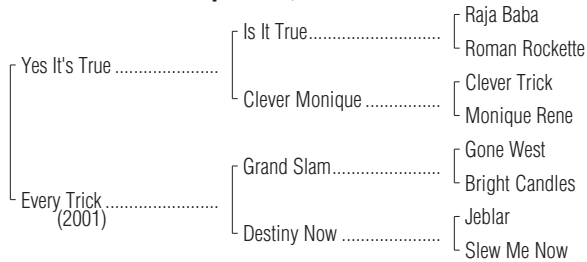 Raja Baba
Is It True
Roman Rockette
Yes It's True
Clever Trick
Clever Monique
Monique Rene
Gone West
Grand Slam
Bright Candles
Every Trick
(2001)
Jeblar
Destiny Now
Slew Me Now